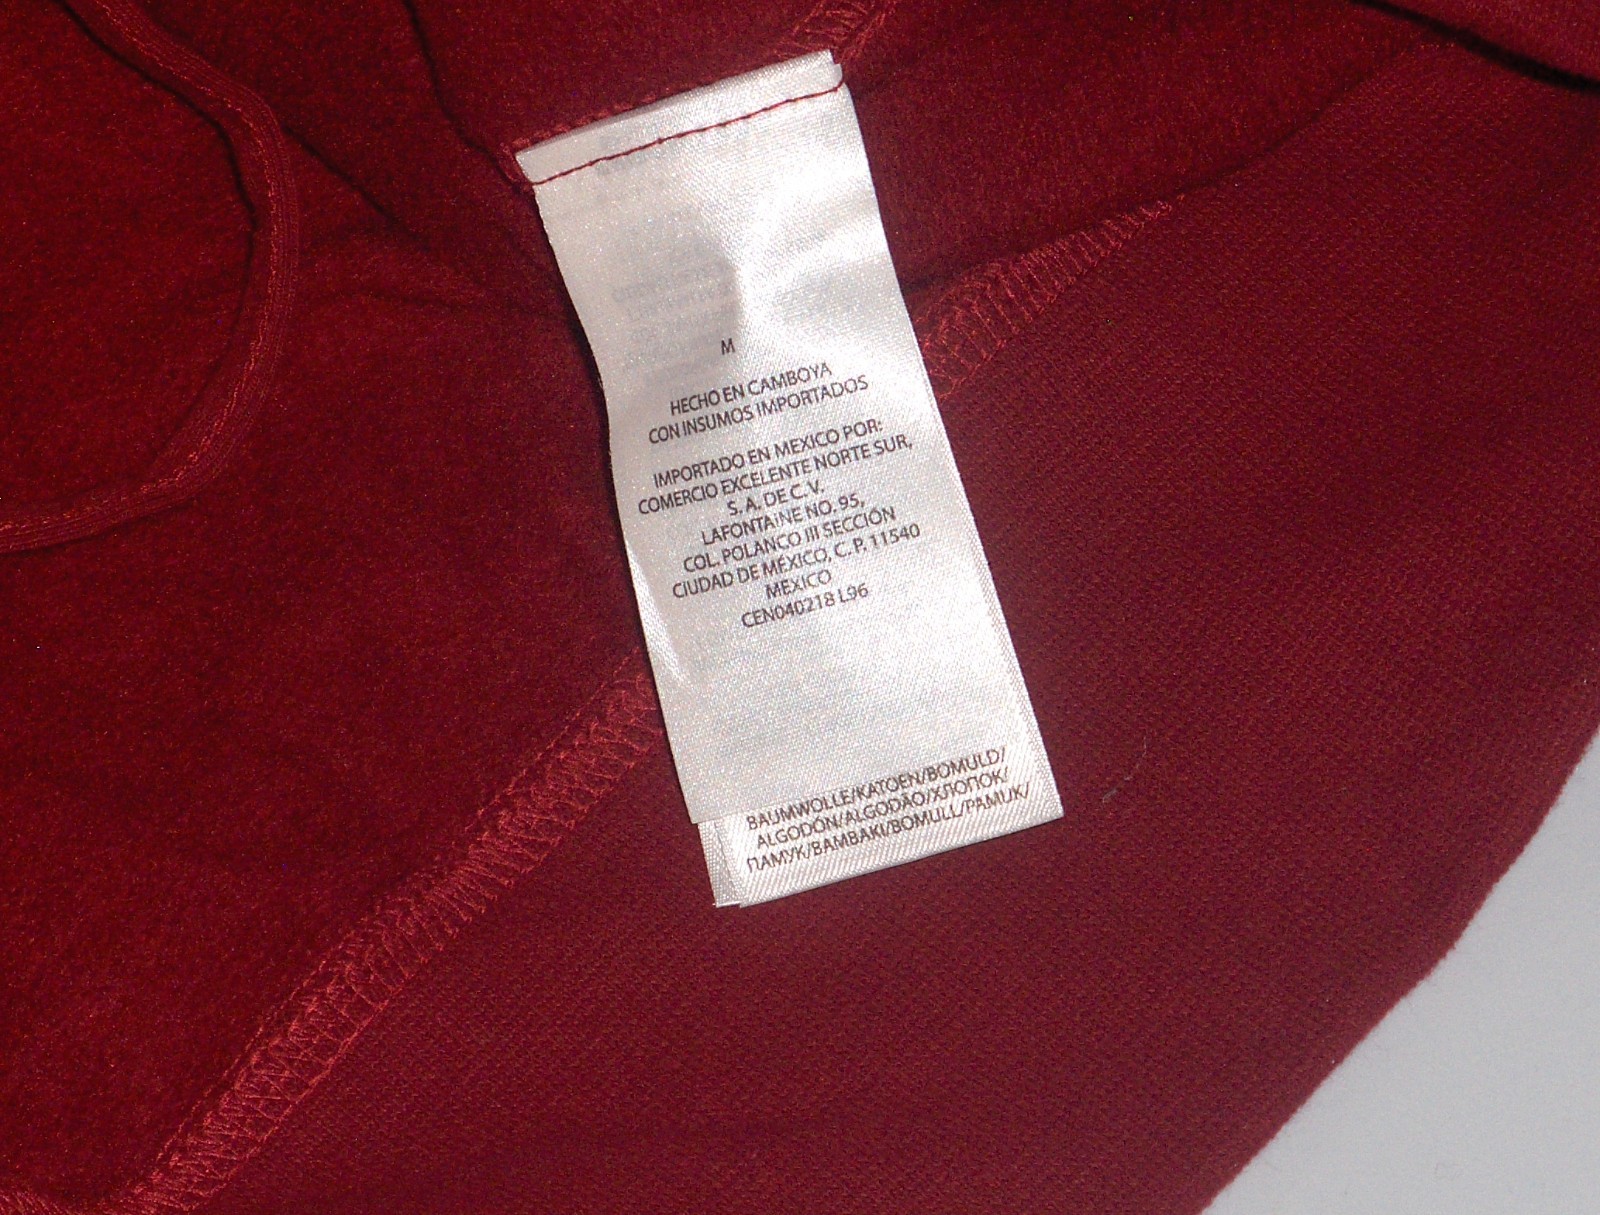 M
HECHO EN CAMBOYA
CON INSUMOS IMPORTADOS
IMPORTADO EN MEXICO POR:
COMERCIO EXCELENTE NORTE SUR,
S. A. DE C.V.
LAFONTAINE NO. 95,
COL. POLANCO III SECCIÓN
CIUDAD DE MÉXICO, C. P. 11540
MEXICO
CEN040218 L96
BAUMWOLLE/KATOEN/BOMULD/
ALGODÓN/ALGODÃO/ХЛОПОК/
ПАМУК/BAMBAKI/BOMULL/PAMUK/